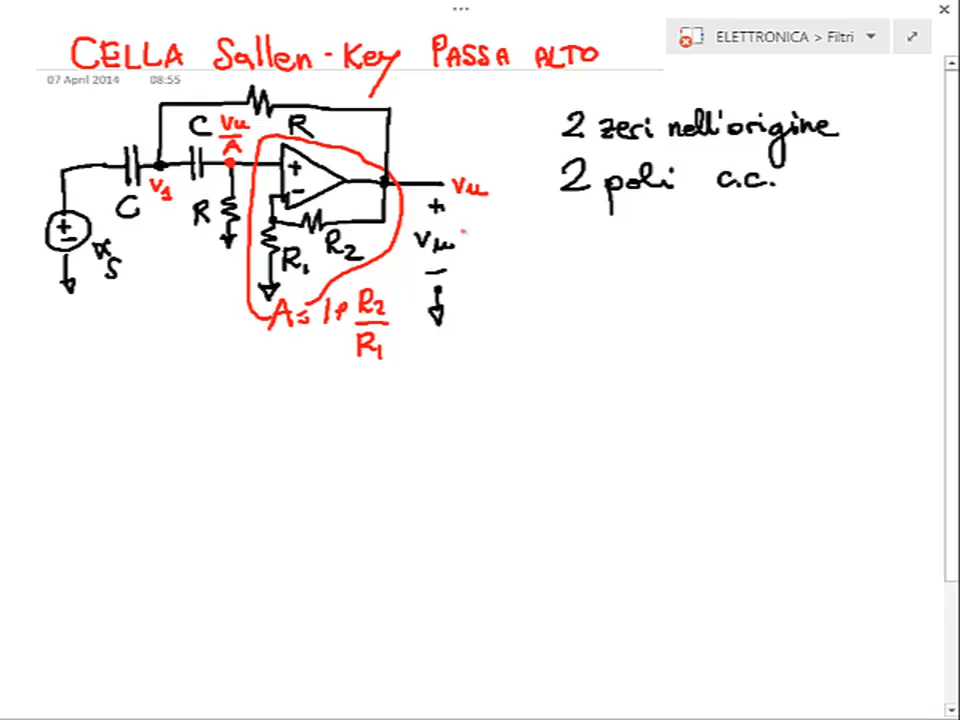 ELETTRONICA > Filtri
CELLA Sallen-Key PASSA ALTO
07 April 2014 08:55
2 zeri nell'origine
2 poli c.c.
C
Vu/A
R
+
-
V1
C
R
R2
R1
Vu
+
Vu
-
+
-
vs
A = 1+ R2/R1